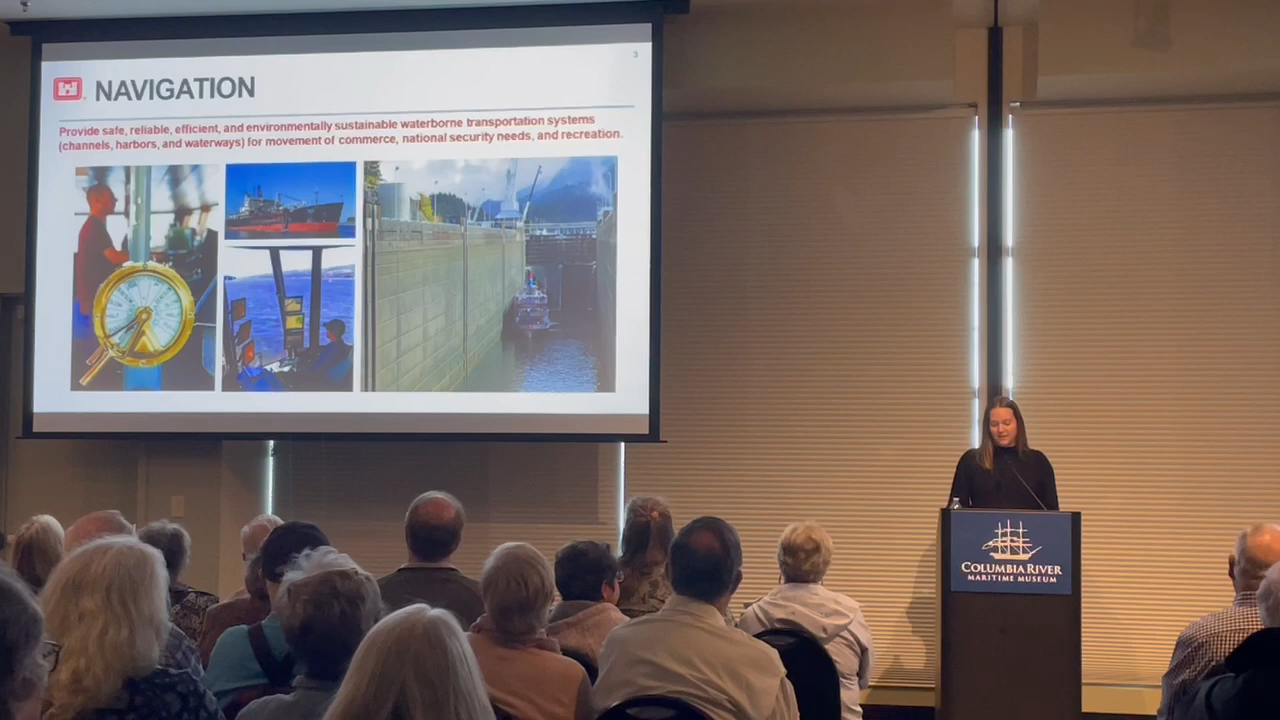 3
NAVIGATION
Provide safe, reliable, efficient, and environmentally sustainable waterborne transportation systems
(channels, harbors, and waterways) for movement of commerce, national security needs, and recreation.
COLUMBIA RIVER
MARITIME MUSEUM